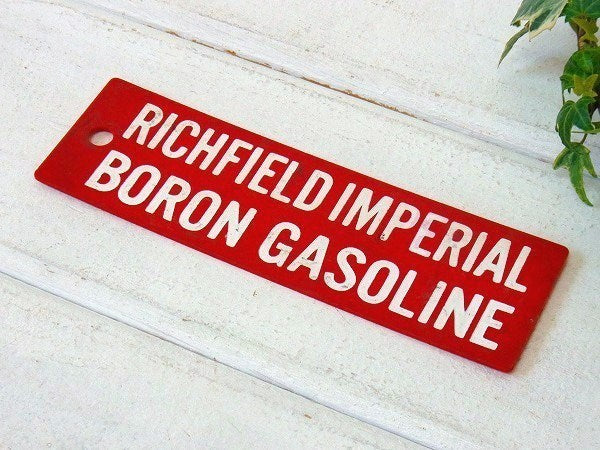 RICHFIELD IMPERIAL
BORON GASOLINE